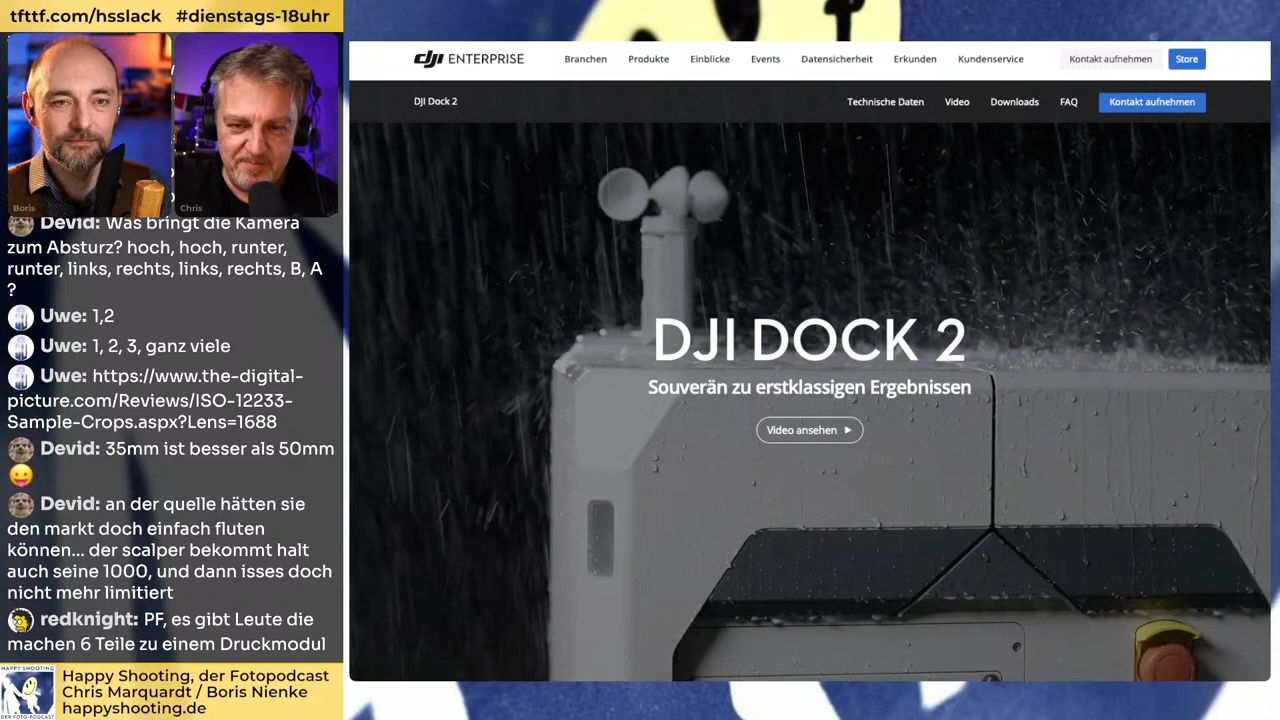 tfttf.com/hsslack #dienstags-18uhr
Boris
Chris
Devid: Was bringt die Kamera
zum Absturz? hoch, hoch, runter,
runter, links, rechts, links, rechts, B, A
?
Uwe: 1,2
Uwe: 1, 2, 3, ganz viele
Uwe: https://www.the-digital-
picture.com/Reviews/ISO-12233-
Sample-Crops.aspx?Lens=1688
Devid: 35mm ist besser als 50mm
😛
Devid: an der quelle hätten sie
den markt doch einfach fluten
können... der scalper bekommt halt
auch seine 1000, und dann isses doch
nicht mehr limitiert
redknight: PF, es gibt Leute die
machen 6 Teile zu einem Druckmodul
HAPPY SHOOTING
DER FOTO-PODCAST
Happy Shooting, der Fotopodcast
Chris Marquardt / Boris Nienke
happyshooting.de
dji ENTERPRISE
Branchen Produkte Einblicke Events Datensicherheit Erkunden Kundenservice
Kontakt aufnehmen Store
DJI Dock 2
Technische Daten Video Downloads FAQ Kontakt aufnehmen
DJI DOCK 2
Souverän zu erstklassigen Ergebnissen
Video ansehen